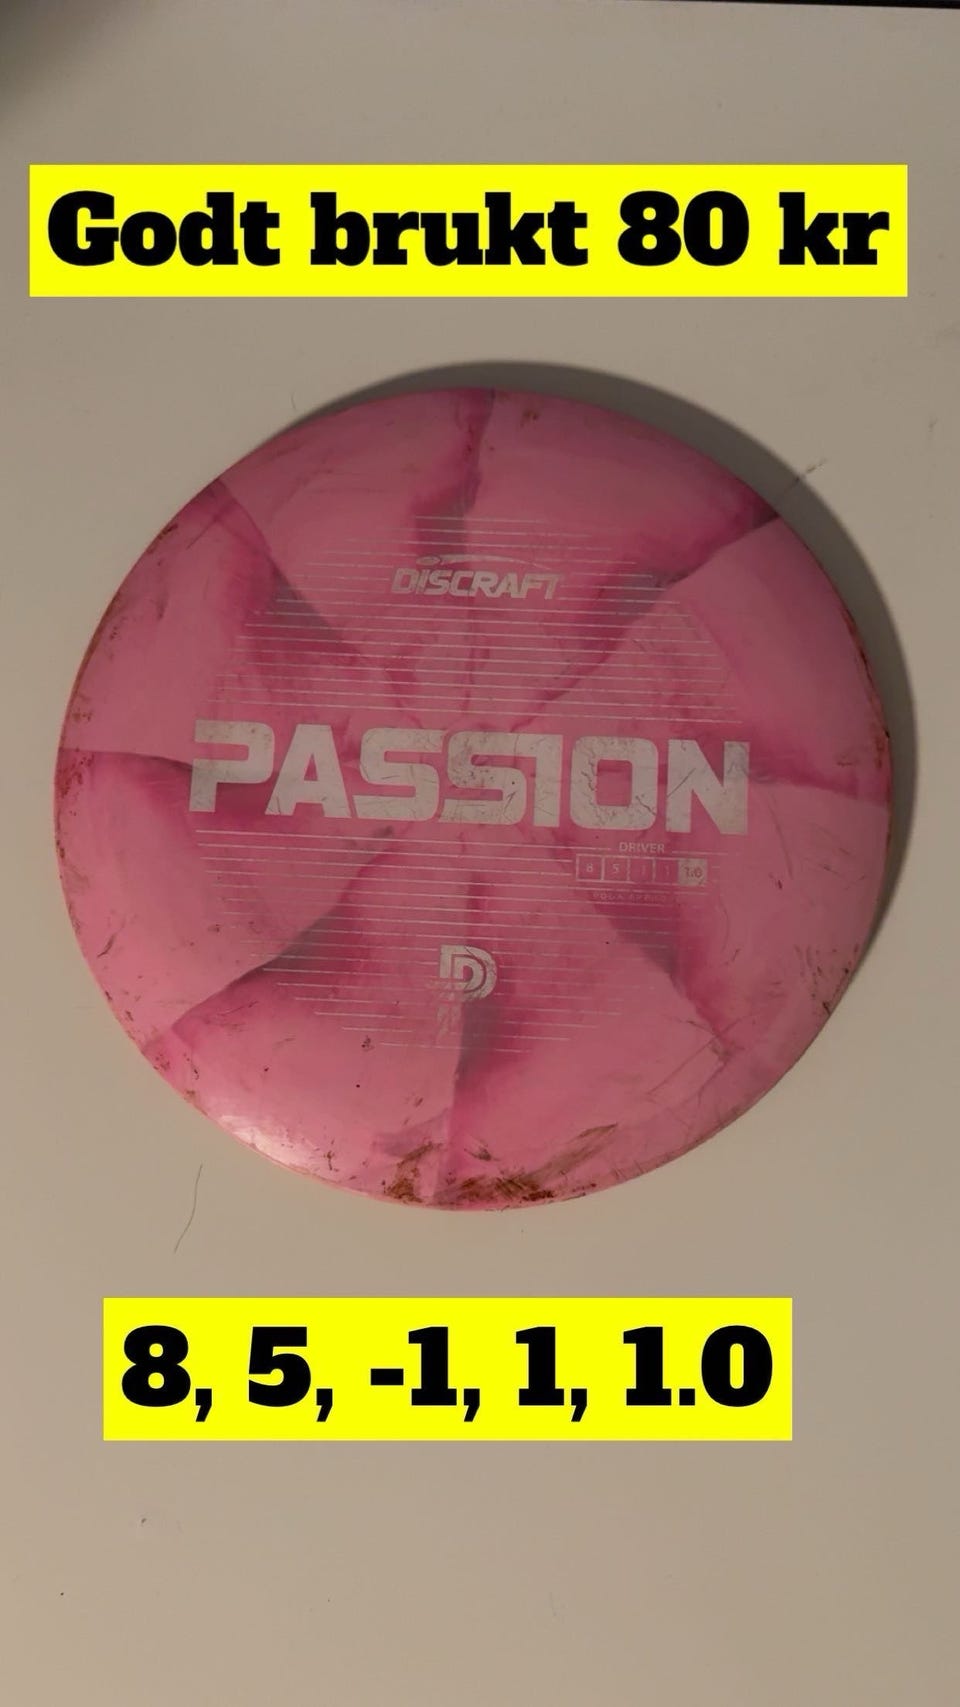 Godt brukt 80 kr
DISCRAFT
PASSION
DRIVER
8 5 1 1 1.0
8, 5, -1, 1, 1.0